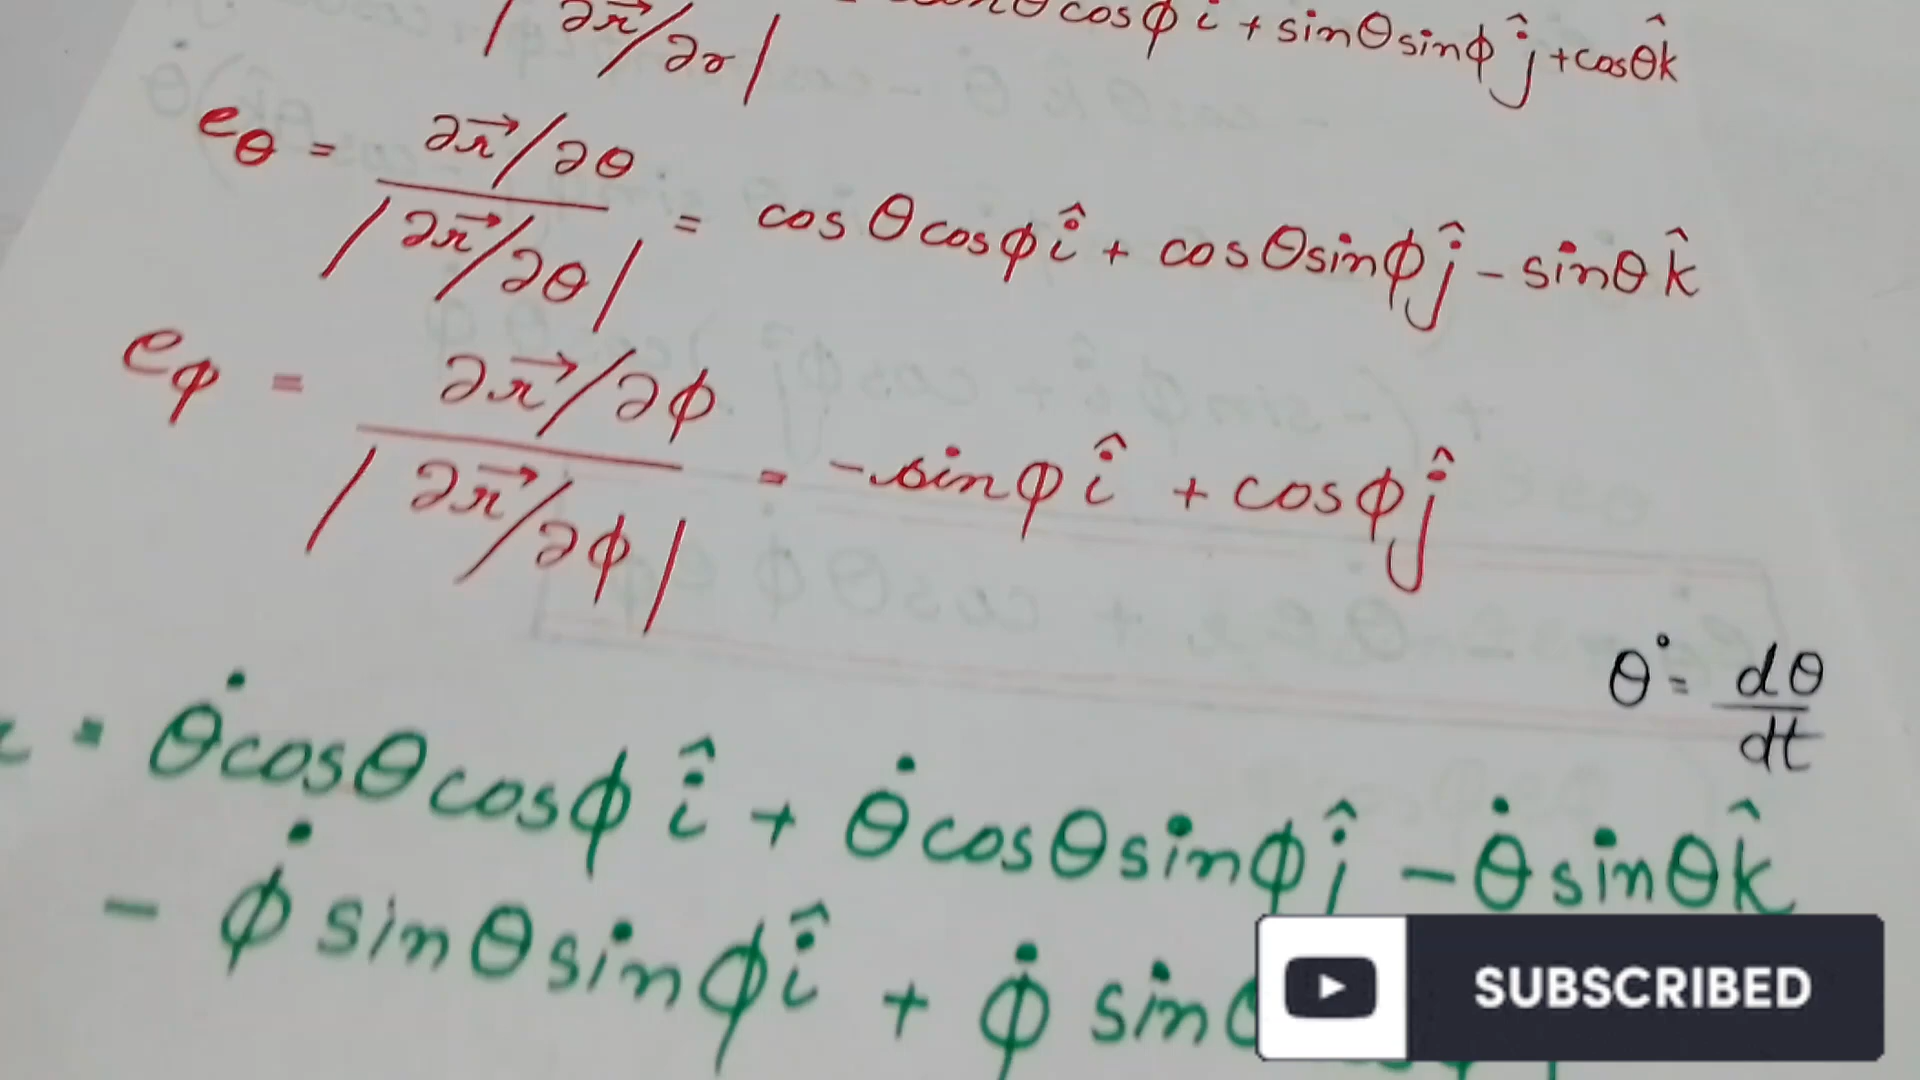 |∂r⃗/∂r| θ cosφ î + sinθ sinφ ĵ + cosθ k̂
e_θ = ∂r⃗/∂θ / |∂r⃗/∂θ| = cosθ cosφ î + cosθ sinφ ĵ - sinθ k̂
e_φ = ∂r⃗/∂φ / |∂r⃗/∂φ| = -sinφ î + cosφ ĵ
θ̇ = dθ/dt
= θ̇ cosθ cosφ î + θ̇ cosθ sinφ ĵ - θ̇ sinθ k̂
- φ̇ sinθ sinφ î + φ̇ sin
SUBSCRIBED